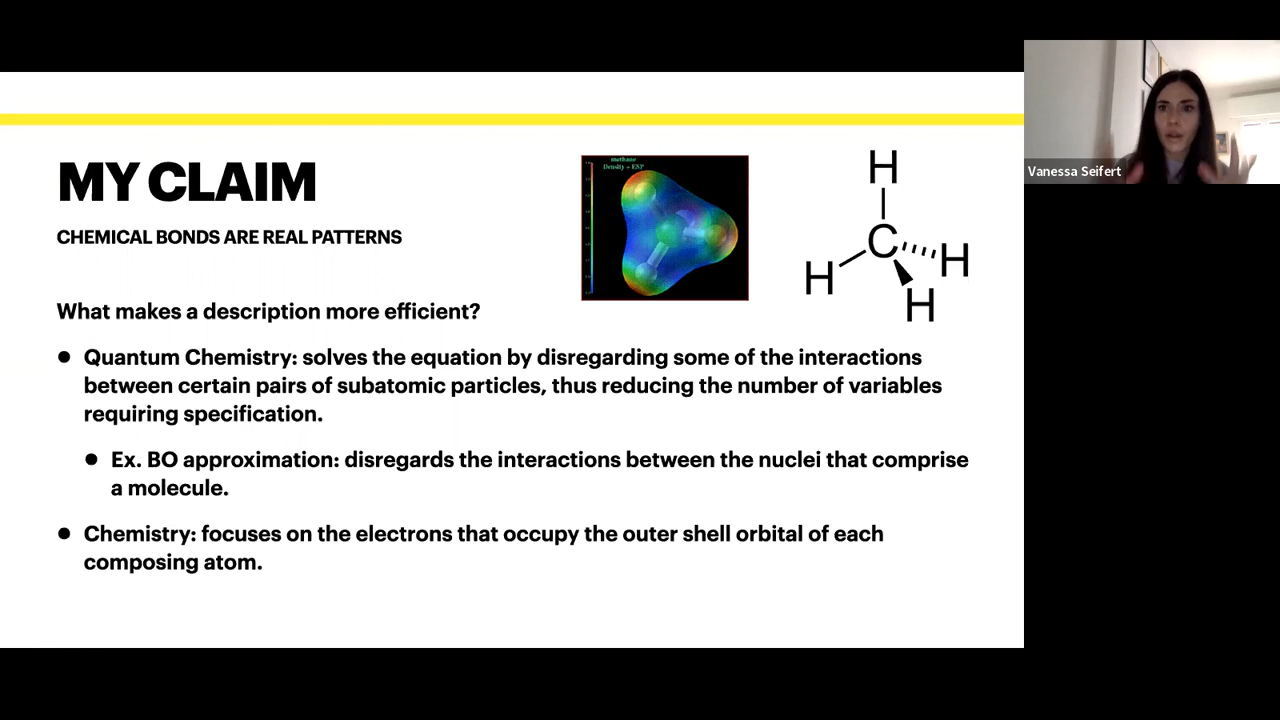 MY CLAIM
CHEMICAL BONDS ARE REAL PATTERNS
methane
Density + ESP
H
C
H
H
H
What makes a description more efficient?
● Quantum Chemistry: solves the equation by disregarding some of the interactions
between certain pairs of subatomic particles, thus reducing the number of variables
requiring specification.
● Ex. BO approximation: disregards the interactions between the nuclei that comprise
a molecule.
● Chemistry: focuses on the electrons that occupy the outer shell orbital of each
composing atom.
Vanessa Seifert